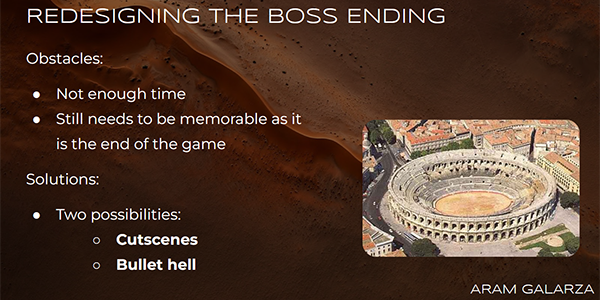 REDESIGNING THE BOSS ENDING
Obstacles:
● Not enough time
● Still needs to be memorable as it
is the end of the game
Solutions:
● Two possibilities:
○ Cutscenes
○ Bullet hell
ARAM GALARZA